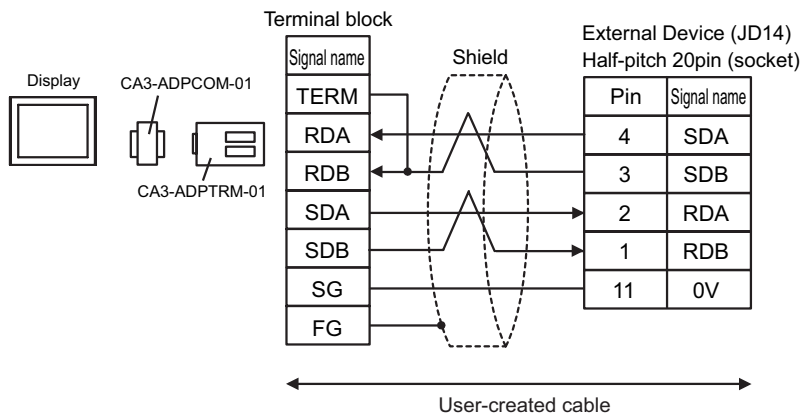 Terminal block
External Device (JD14)
Half-pitch 20pin (socket)
Display
CA3-ADPCOM-01
CA3-ADPTRM-01
Shield
Signal name
TERM
RDA
RDB
SDA
SDB
SG
FG
Pin Signal name
4 SDA
3 SDB
2 RDA
1 RDB
11 0V
User-created cable